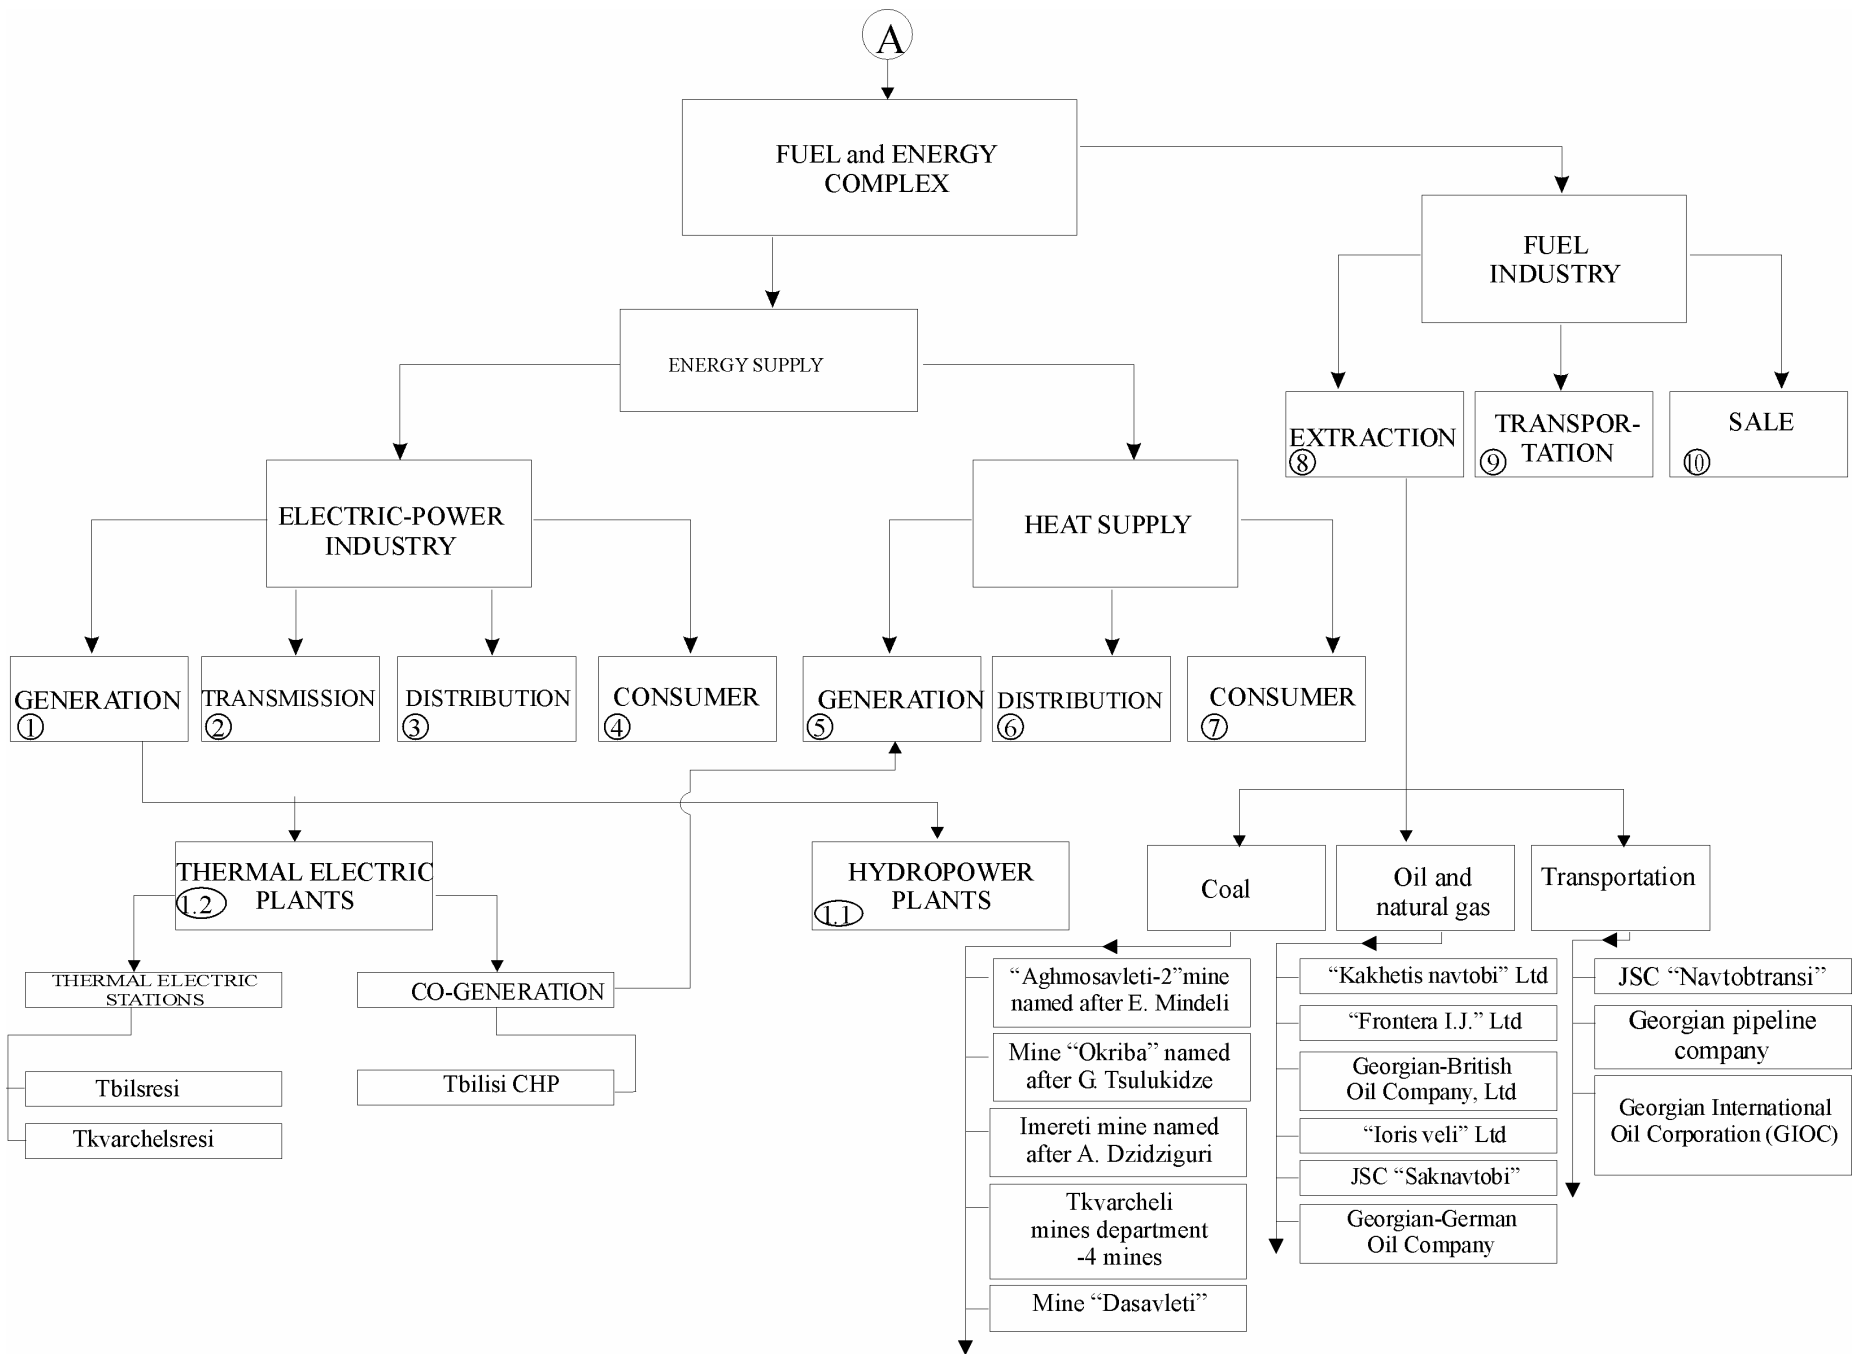 A
FUEL and ENERGY
COMPLEX
FUEL
INDUSTRY
ENERGY SUPPLY
EXTRACTION
8
TRANSPOR-
TATION
9
SALE
10
ELECTRIC-POWER
INDUSTRY
HEAT SUPPLY
GENERATION
1
TRANSMISSION
2
DISTRIBUTION
3
CONSUMER
4
GENERATION
5
DISTRIBUTION
6
CONSUMER
7
THERMAL ELECTRIC
PLANTS
1.2
HYDROPOWER
PLANTS
1.1
Coal
Oil and
natural gas
Transportation
THERMAL ELECTRIC
STATIONS
CO-GENERATION
Tbilsresi
Tkvarchelsresi
Tbilisi CHP
“Aghmosavleti-2”mine
named after E. Mindeli
Mine “Okriba” named
after G. Tsulukidze
Imereti mine named
after A. Dzidziguri
Tkvarcheli
mines department
-4 mines
Mine “Dasavleti”
“Kakhetis navtobi” Ltd
“Frontera I.J.” Ltd
Georgian-British
Oil Company, Ltd
“Ioris veli” Ltd
JSC “Saknavtobi”
Georgian-German
Oil Company
JSC “Navtobtransi”
Georgian pipeline
company
Georgian International
Oil Corporation (GIOC)